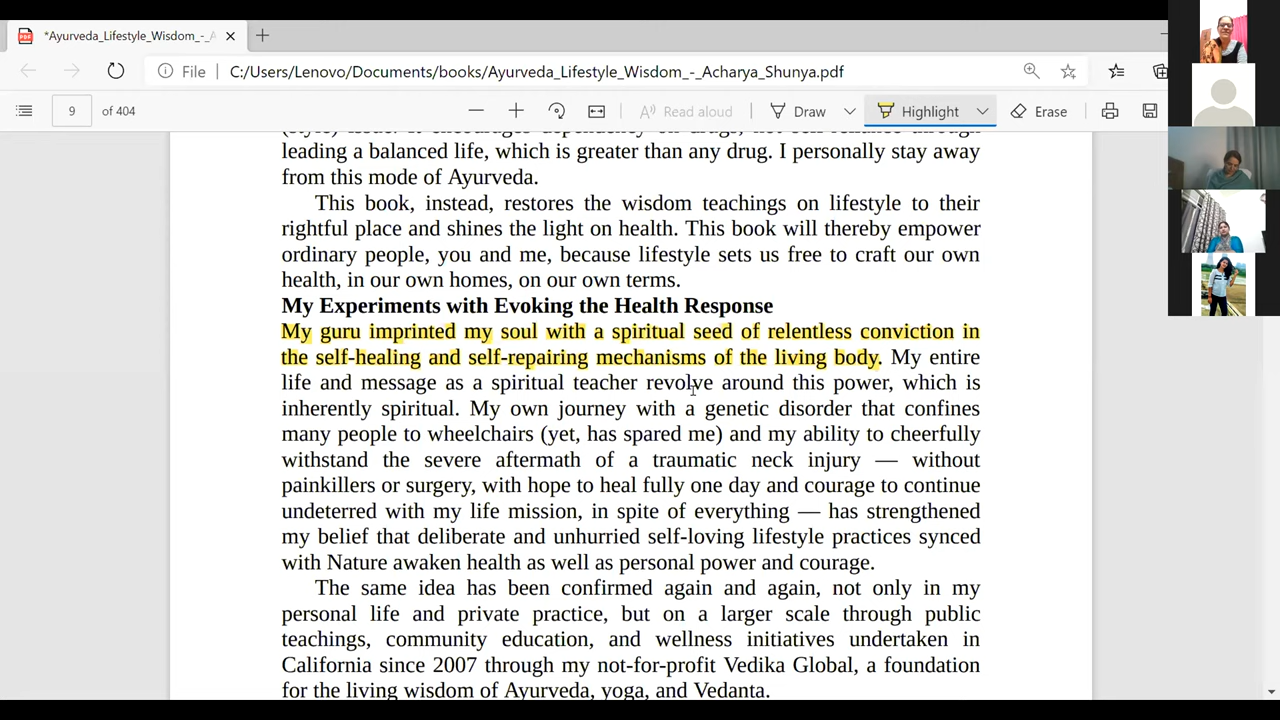 *Ayurveda_Lifestyle_Wisdom_-_A
File
C:/Users/Lenovo/Documents/books/Ayurveda_Lifestyle_Wisdom_-_Acharya_Shunya.pdf
9 of 404
Read aloud
Draw
Highlight
Erase
leading a balanced life, which is greater than any drug. I personally stay away
from this mode of Ayurveda.
This book, instead, restores the wisdom teachings on lifestyle to their
rightful place and shines the light on health. This book will thereby empower
ordinary people, you and me, because lifestyle sets us free to craft our own
health, in our own homes, on our own terms.
My Experiments with Evoking the Health Response
My guru imprinted my soul with a spiritual seed of relentless conviction in
the self-healing and self-repairing mechanisms of the living body. My entire
life and message as a spiritual teacher revolve around this power, which is
inherently spiritual. My own journey with a genetic disorder that confines
many people to wheelchairs (yet, has spared me) and my ability to cheerfully
withstand the severe aftermath of a traumatic neck injury — without
painkillers or surgery, with hope to heal fully one day and courage to continue
undeterred with my life mission, in spite of everything — has strengthened
my belief that deliberate and unhurried self-loving lifestyle practices synced
with Nature awaken health as well as personal power and courage.
The same idea has been confirmed again and again, not only in my
personal life and private practice, but on a larger scale through public
teachings, community education, and wellness initiatives undertaken in
California since 2007 through my not-for-profit Vedika Global, a foundation
for the living wisdom of Ayurveda, yoga, and Vedanta.